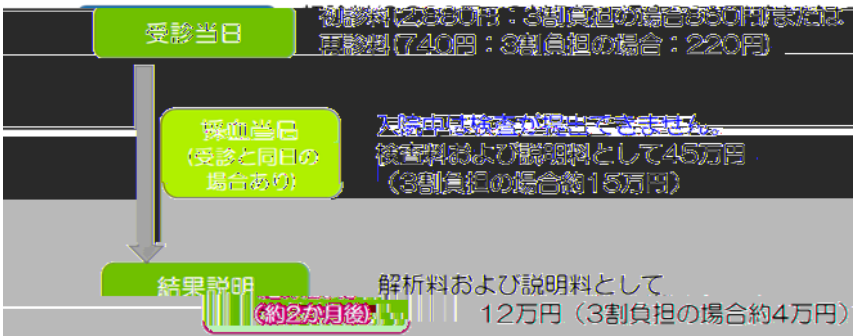 受診当日
初診料(2,880円:3割負担の場合860円)または
再診料(740円:3割負担の場合:220円)
採血当日
(受診と同日の
場合あり)
入院中は検査が提出できません。
検査料および説明料として45万円
(3割負担の場合約15万円)
結果説明
(約2か月後)
解析料および説明料として
12万円(3割負担の場合約4万円)